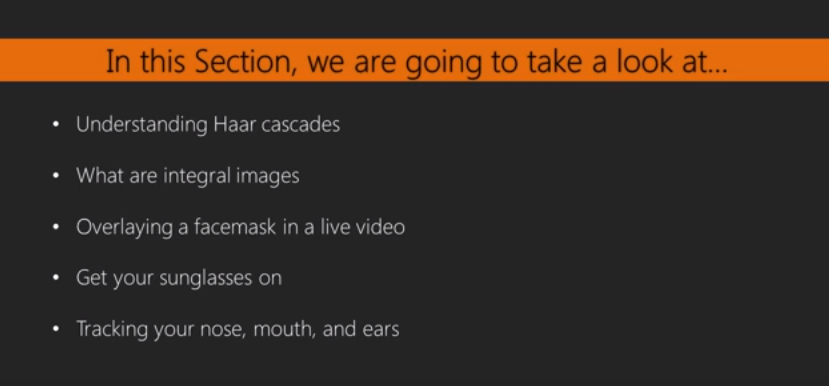 In this Section, we are going to take a look at...
• Understanding Haar cascades
• What are integral images
• Overlaying a facemask in a live video
• Get your sunglasses on
• Tracking your nose, mouth, and ears